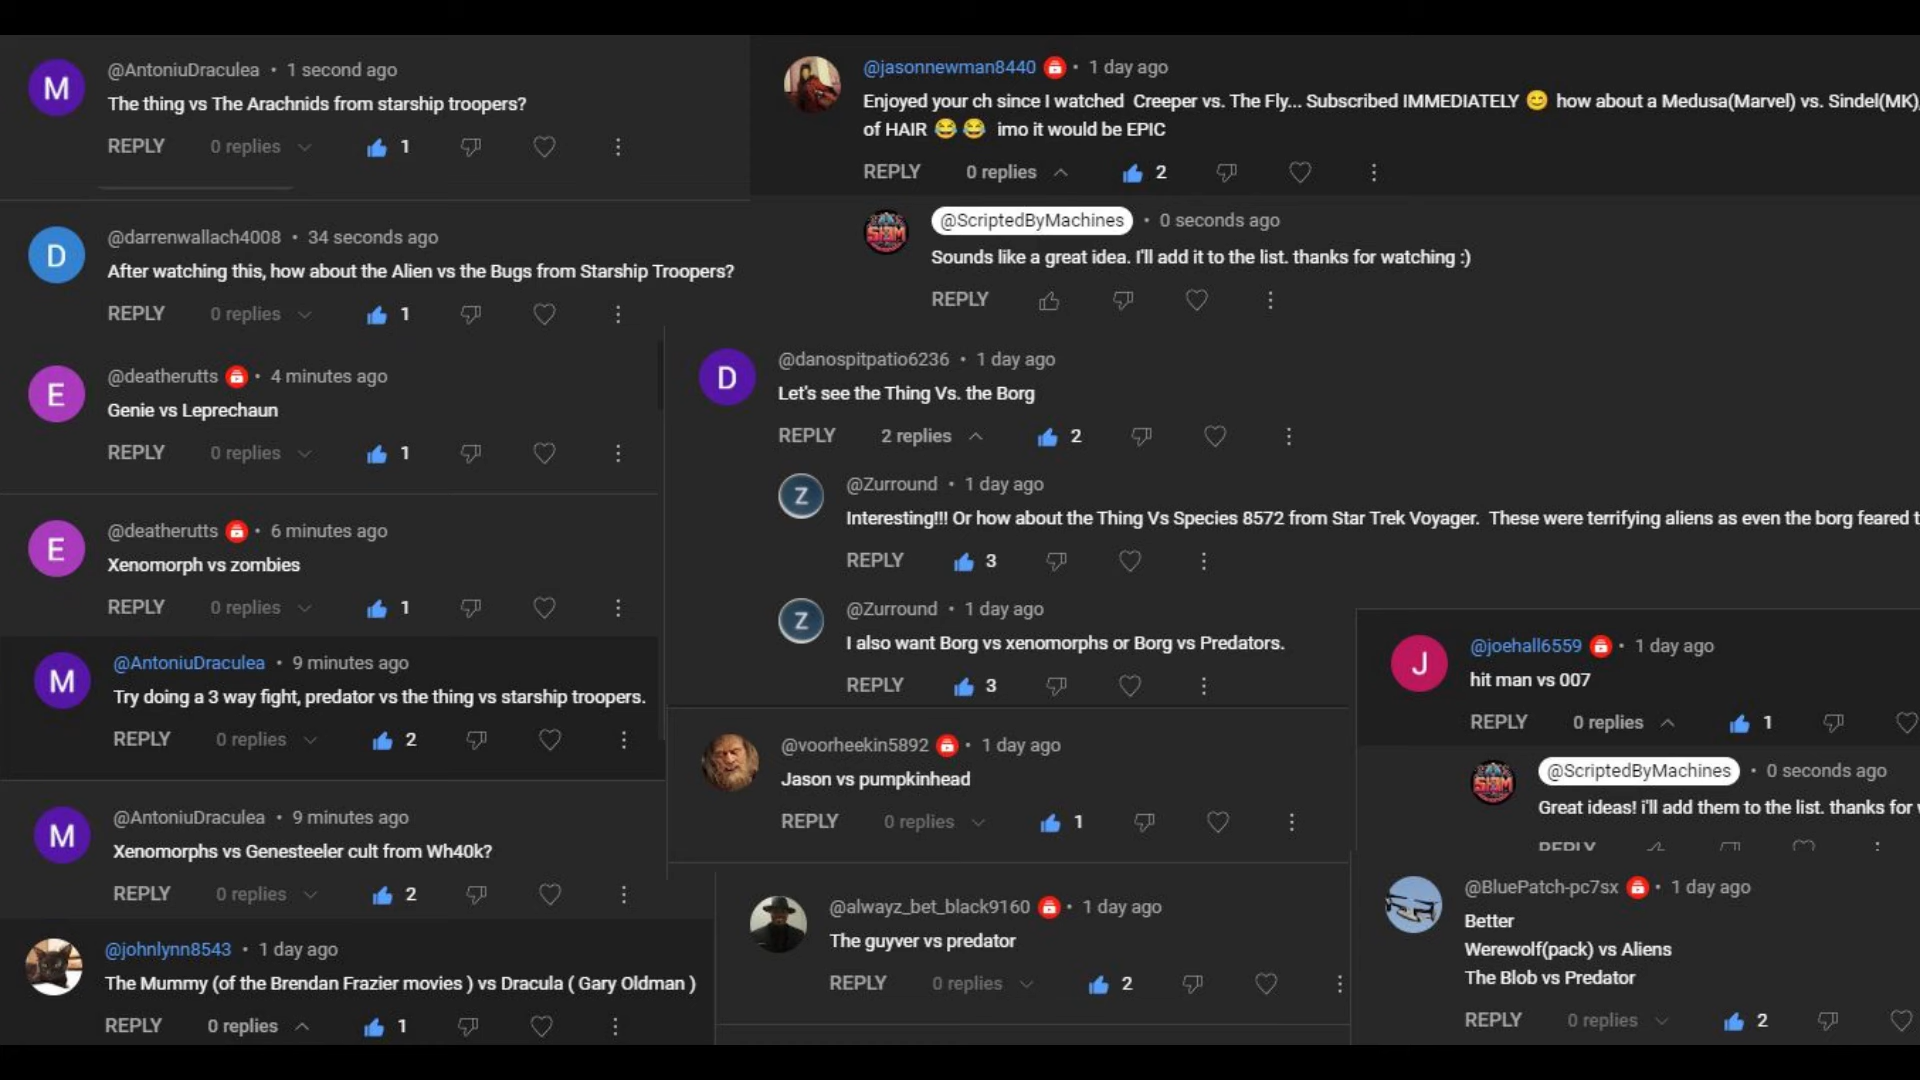 M
@AntoniuDraculea • 1 second ago
The thing vs The Arachnids from starship troopers?
REPLY 0 replies 1
D
@darrenwallach4008 • 34 seconds ago
After watching this, how about the Alien vs the Bugs from Starship Troopers?
REPLY 0 replies 1
E
@deatherutts • 4 minutes ago
Genie vs Leprechaun
REPLY 0 replies 1
E
@deatherutts • 6 minutes ago
Xenomorph vs zombies
REPLY 0 replies 1
M
@AntoniuDraculea • 9 minutes ago
Try doing a 3 way fight, predator vs the thing vs starship troopers.
REPLY 0 replies 2
M
@AntoniuDraculea • 9 minutes ago
Xenomorphs vs Genesteeler cult from Wh40k?
REPLY 0 replies 2
@johnlynn8543 • 1 day ago
The Mummy (of the Brendan Frazier movies ) vs Dracula ( Gary Oldman )
REPLY 0 replies 1
@jasonnewman8440 • 1 day ago
Enjoyed your ch since I watched Creeper vs. The Fly... Subscribed IMMEDIATELY 😊 how about a Medusa(Marvel) vs. Sindel(MK),
of HAIR 😂 😂 imo it would be EPIC
REPLY 0 replies 2
SBM
@ScriptedByMachines • 0 seconds ago
Sounds like a great idea. I'll add it to the list. thanks for watching :)
REPLY
D
@danospitpatio6236 • 1 day ago
Let's see the Thing Vs. the Borg
REPLY 2 replies 2
Z
@Zurround • 1 day ago
Interesting!!! Or how about the Thing Vs Species 8572 from Star Trek Voyager. These were terrifying aliens as even the borg feared t
REPLY 3
Z
@Zurround • 1 day ago
I also want Borg vs xenomorphs or Borg vs Predators.
REPLY 3
@voorheekin5892 • 1 day ago
Jason vs pumpkinhead
REPLY 0 replies 1
@alwayz_bet_black9160 • 1 day ago
The guyver vs predator
REPLY 0 replies 2
J
@joehall6559 • 1 day ago
hit man vs 007
REPLY 0 replies 1
SBM
@ScriptedByMachines • 0 seconds ago
Great ideas! i'll add them to the list. thanks for
REPLY
@BluePatch-pc7sx • 1 day ago
Better
Werewolf(pack) vs Aliens
The Blob vs Predator
REPLY 0 replies 2